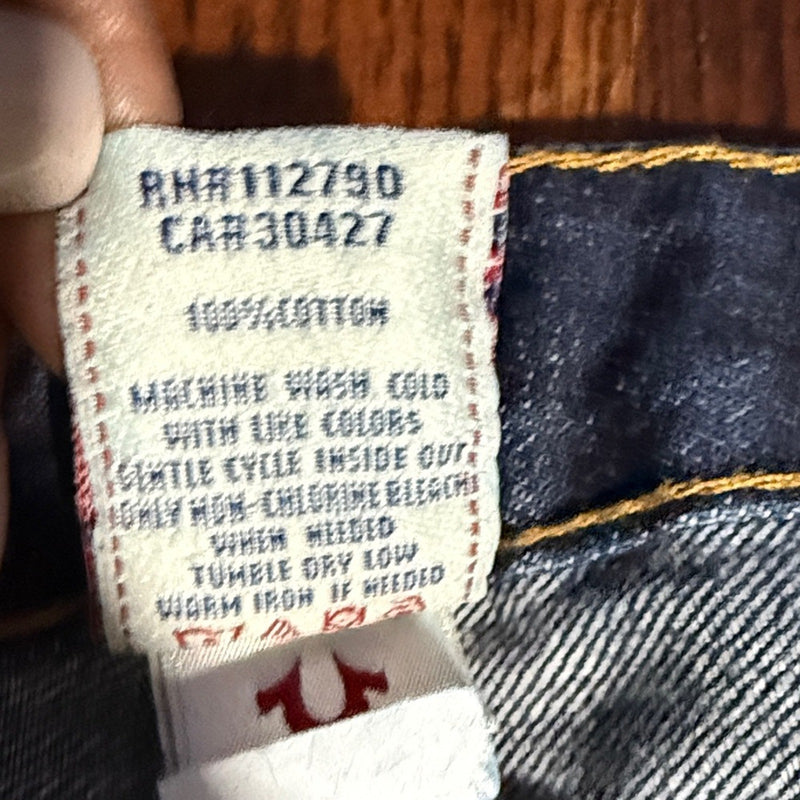 RN#112790
CA#30427
100%COTTON
MACHINE WASH COLD
WITH LIKE COLORS
GENTLE CYCLE INSIDE OUT
ONLY NON-CHLORINE BLEACH
WHEN NEEDED
TUMBLE DRY LOW
WARM IRON IF NEEDED